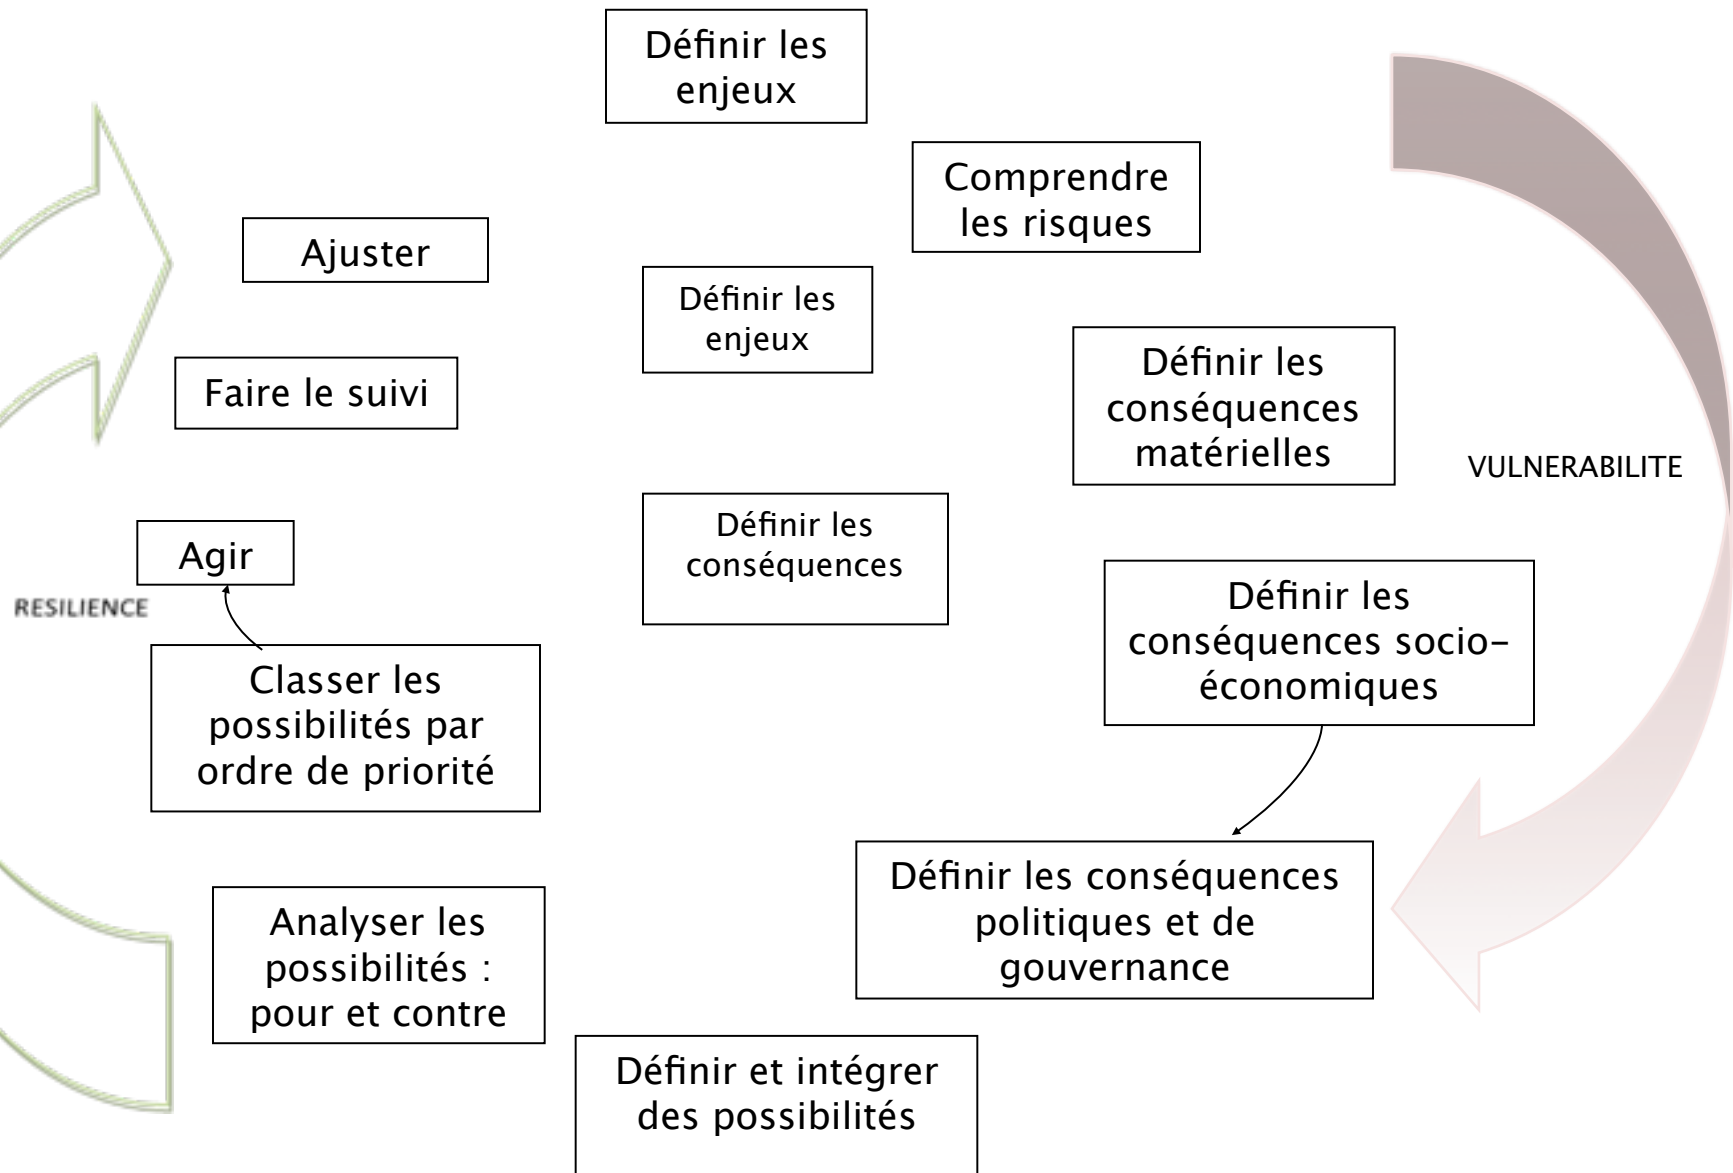 Définir les
enjeux
Comprendre
les risques
Ajuster
Définir les
enjeux
Définir les
conséquences
matérielles
Faire le suivi
VULNERABILITE
Définir les
conséquences
Agir
Définir les
conséquences socio-
économiques
RESILIENCE
Classer les
possibilités par
ordre de priorité
Définir les conséquences
politiques et de
gouvernance
Analyser les
possibilités :
pour et contre
Définir et intégrer
des possibilités